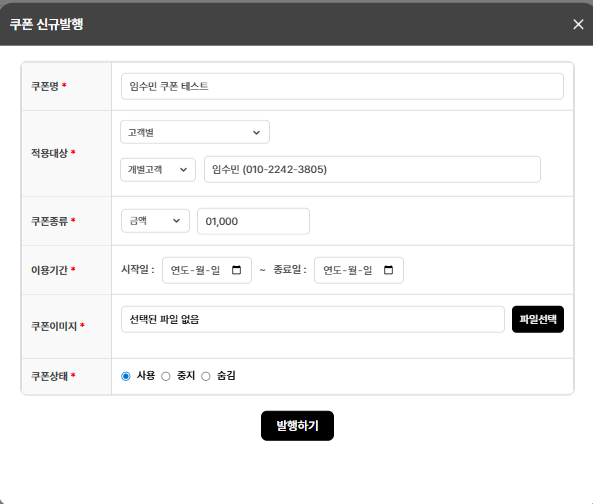 쿠폰 신규발행
쿠폰명 *
임수민 쿠폰 테스트
적용대상 *
고객별
개별고객
임수민 (010-2242-3805)
쿠폰종류 *
금액
01,000
이용기간 *
시작일 : 연도-월-일 ~ 종료일 : 연도-월-일
쿠폰이미지 *
선택된 파일 없음
파일선택
쿠폰상태 *
사용 중지 숨김
발행하기